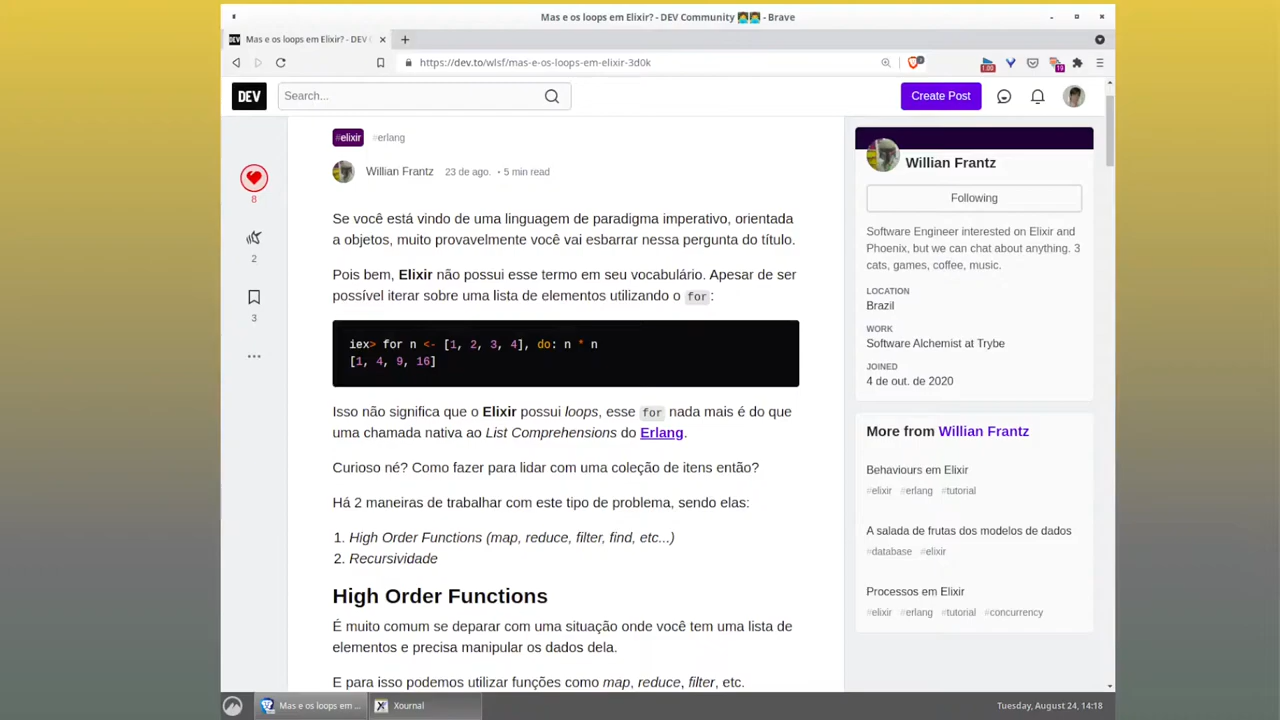 Mas e os loops em Elixir? - DEV Community 👩‍💻👨‍💻 - Brave
DEV Mas e os loops em Elixir? - DEV C
https://dev.to/wlsf/mas-e-os-loops-em-elixir-3d0k
3
1.00
19
DEV
Search...
Create Post
#elixir #erlang
Willian Frantz 23 de ago. • 5 min read
8
2
3
Se você está vindo de uma linguagem de paradigma imperativo, orientada
a objetos, muito provavelmente você vai esbarrar nessa pergunta do título.
Pois bem, Elixir não possui esse termo em seu vocabulário. Apesar de ser
possível iterar sobre uma lista de elementos utilizando o for:
iex> for n <- [1, 2, 3, 4], do: n * n
[1, 4, 9, 16]
Isso não significa que o Elixir possui loops, esse for nada mais é do que
uma chamada nativa ao List Comprehensions do Erlang.
Curioso né? Como fazer para lidar com uma coleção de itens então?
Há 2 maneiras de trabalhar com este tipo de problema, sendo elas:
1. High Order Functions (map, reduce, filter, find, etc...)
2. Recursividade
High Order Functions
É muito comum se deparar com uma situação onde você tem uma lista de
elementos e precisa manipular os dados dela.
E para isso podemos utilizar funções como map, reduce, filter, etc.
Willian Frantz
Following
Software Engineer interested on Elixir and
Phoenix, but we can chat about anything. 3
cats, games, coffee, music.
LOCATION
Brazil
WORK
Software Alchemist at Trybe
JOINED
4 de out. de 2020
More from Willian Frantz
Behaviours em Elixir
#elixir #erlang #tutorial
A salada de frutas dos modelos de dados
#database #elixir
Processos em Elixir
#elixir #erlang #tutorial #concurrency
Mas e os loops em ...
Xournal
Tuesday, August 24, 14:18